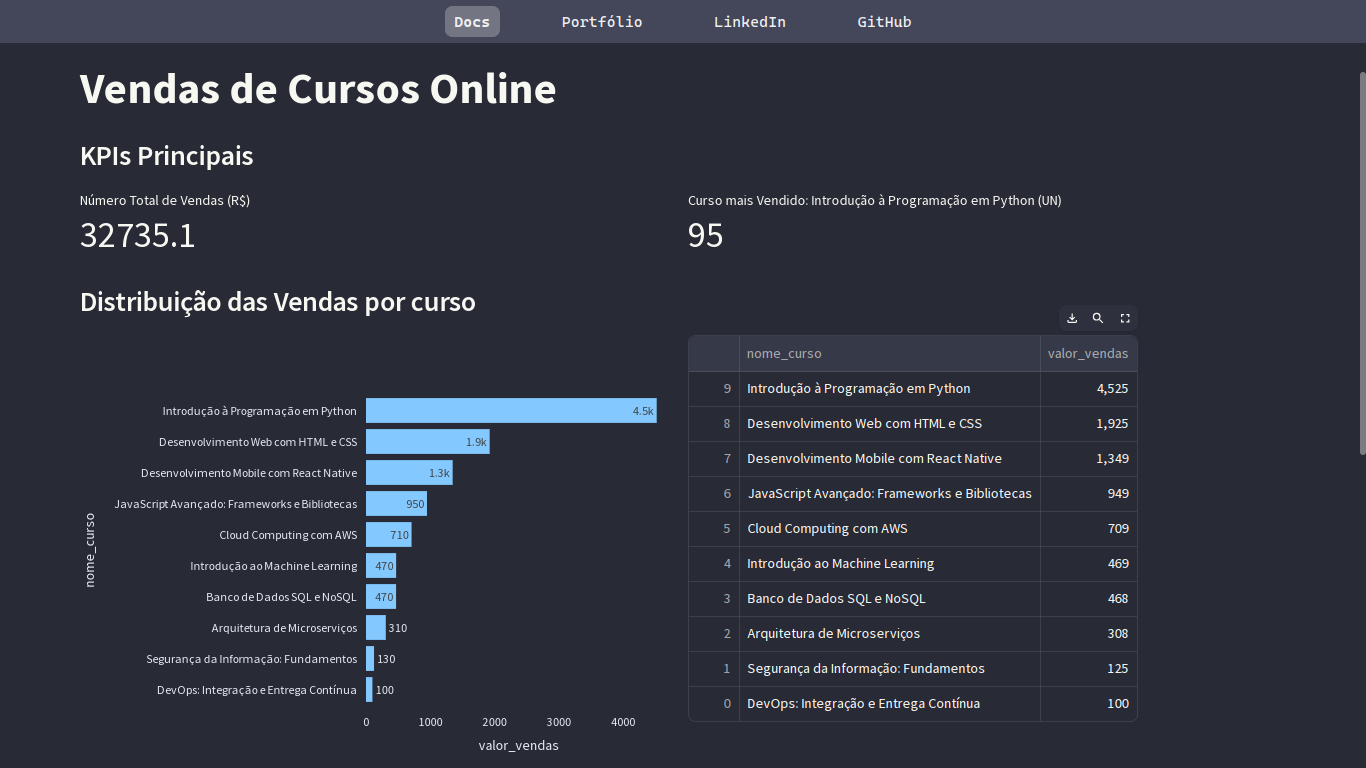 Docs Portfólio LinkedIn GitHub
Vendas de Cursos Online
KPIs Principais
Número Total de Vendas (R$)
32735.1
Curso mais Vendido: Introdução à Programação em Python (UN)
95
Distribuição das Vendas por curso
nome_curso
Introdução à Programação em Python 4.5k
Desenvolvimento Web com HTML e CSS 1.9k
Desenvolvimento Mobile com React Native 1.3k
JavaScript Avançado: Frameworks e Bibliotecas 950
Cloud Computing com AWS 710
Introdução ao Machine Learning 470
Banco de Dados SQL e NoSQL 470
Arquitetura de Microserviços 310
Segurança da Informação: Fundamentos 130
DevOps: Integração e Entrega Contínua 100
0 1000 2000 3000 4000
valor_vendas
nome_curso valor_vendas
9 Introdução à Programação em Python 4,525
8 Desenvolvimento Web com HTML e CSS 1,925
7 Desenvolvimento Mobile com React Native 1,349
6 JavaScript Avançado: Frameworks e Bibliotecas 949
5 Cloud Computing com AWS 709
4 Introdução ao Machine Learning 469
3 Banco de Dados SQL e NoSQL 468
2 Arquitetura de Microserviços 308
1 Segurança da Informação: Fundamentos 125
0 DevOps: Integração e Entrega Contínua 100